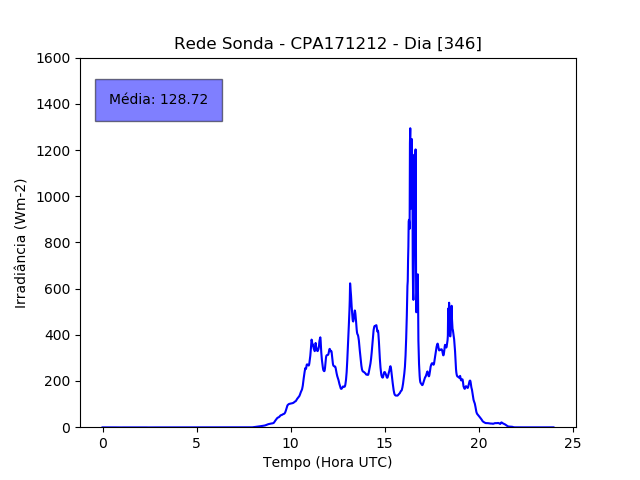 Rede Sonda - CPA171212 - Dia [346]
1600
1400
1200
1000
800
600
400
200
0
Irradiância (Wm-2)
Média: 128.72
0 5 10 15 20 25
Tempo (Hora UTC)